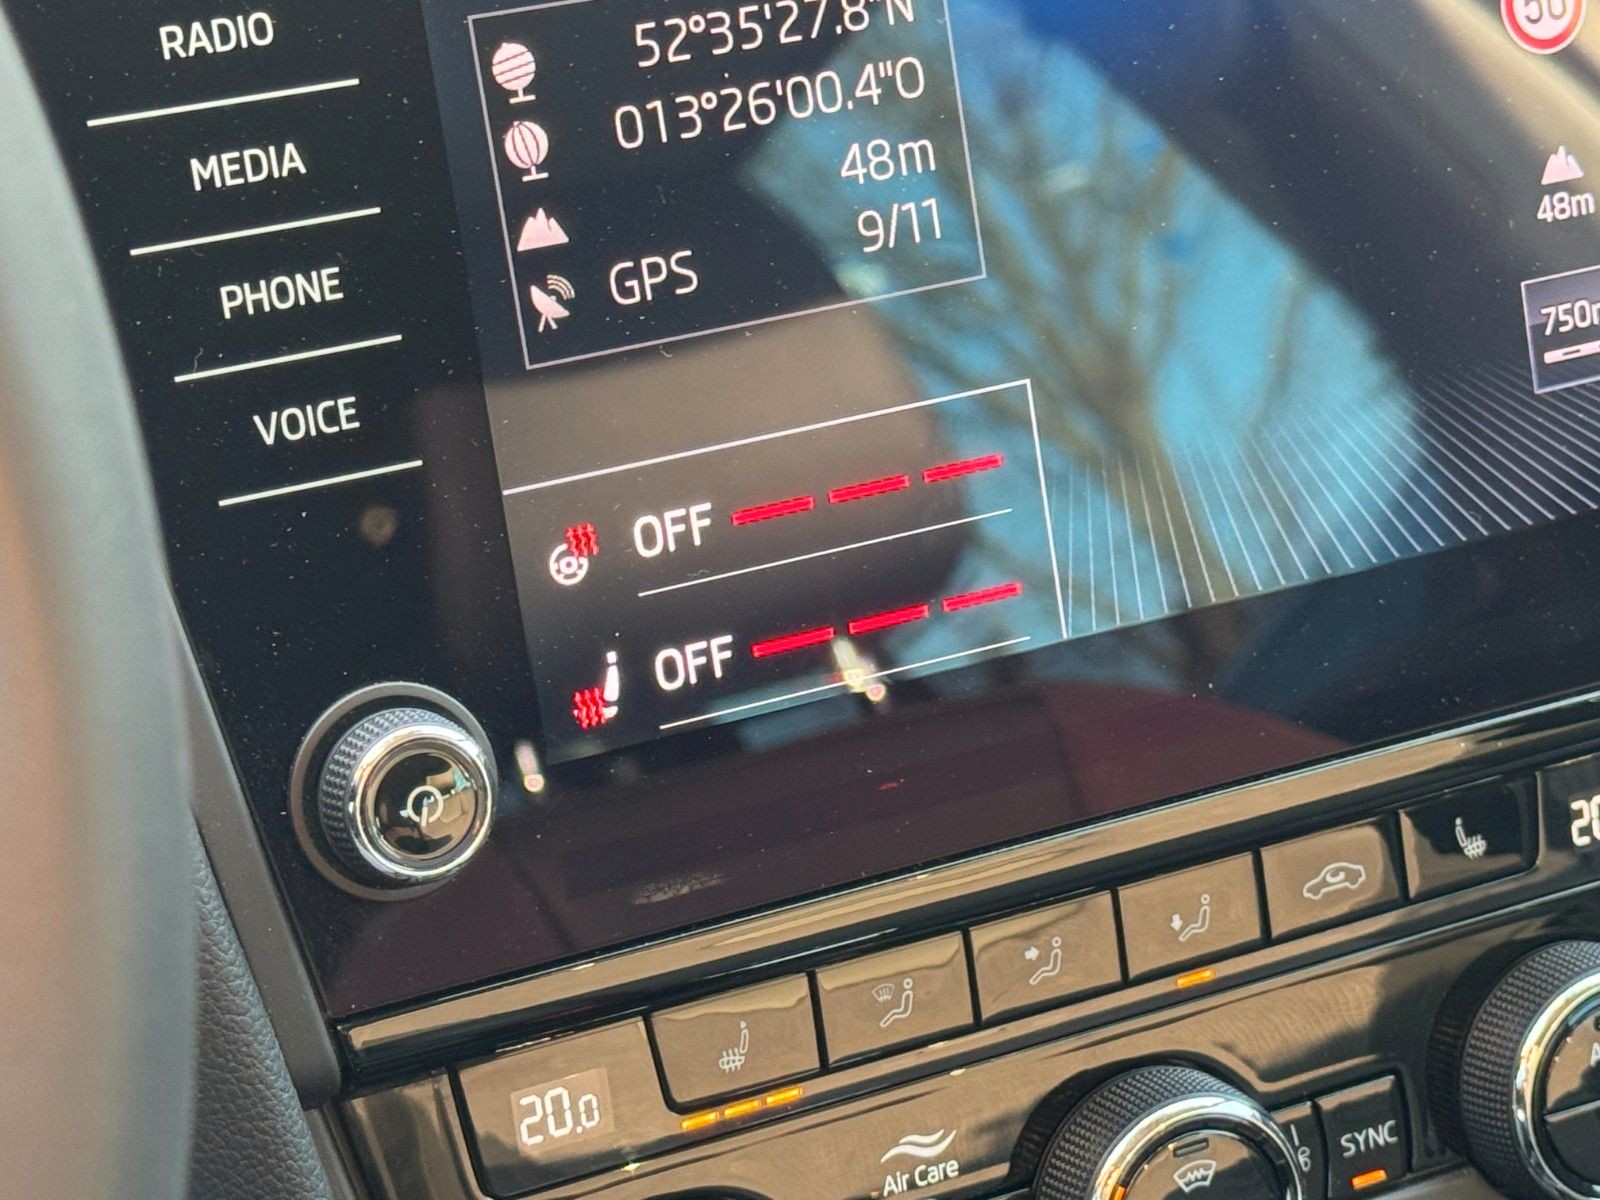 RADIO
MEDIA
PHONE
VOICE
52°35'27.8"N
013°26'00.4"O
48m
9/11
GPS
50
48m
OFF
OFF
20.0
Air Care
SYNC